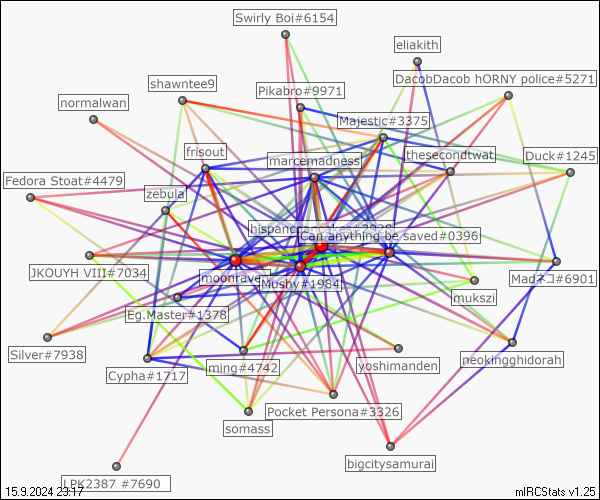 Swirly Boi#6154
eliakith
DacobDacob hORNY police#5271
shawntee9
Pikabro#9971
normalwan
Majestic#3375
frisout
marcemadness
thesecondtwat
Duck#1245
Fedora Stoat#4479
zebula
Can anything be saved#0396
JKOUYH VIII#7034
moonrave
Mushy#1984
Madネコ#6901
mukszi
Eg.Master#1378
Silver#7938
Cypha#1717
ming#4742
yoshimanden
neokingghidorah
Pocket Persona#3326
somass
bigcitysamurai
LPK2387 #7690
15.9.2024 23:17
mIRCStats v1.25